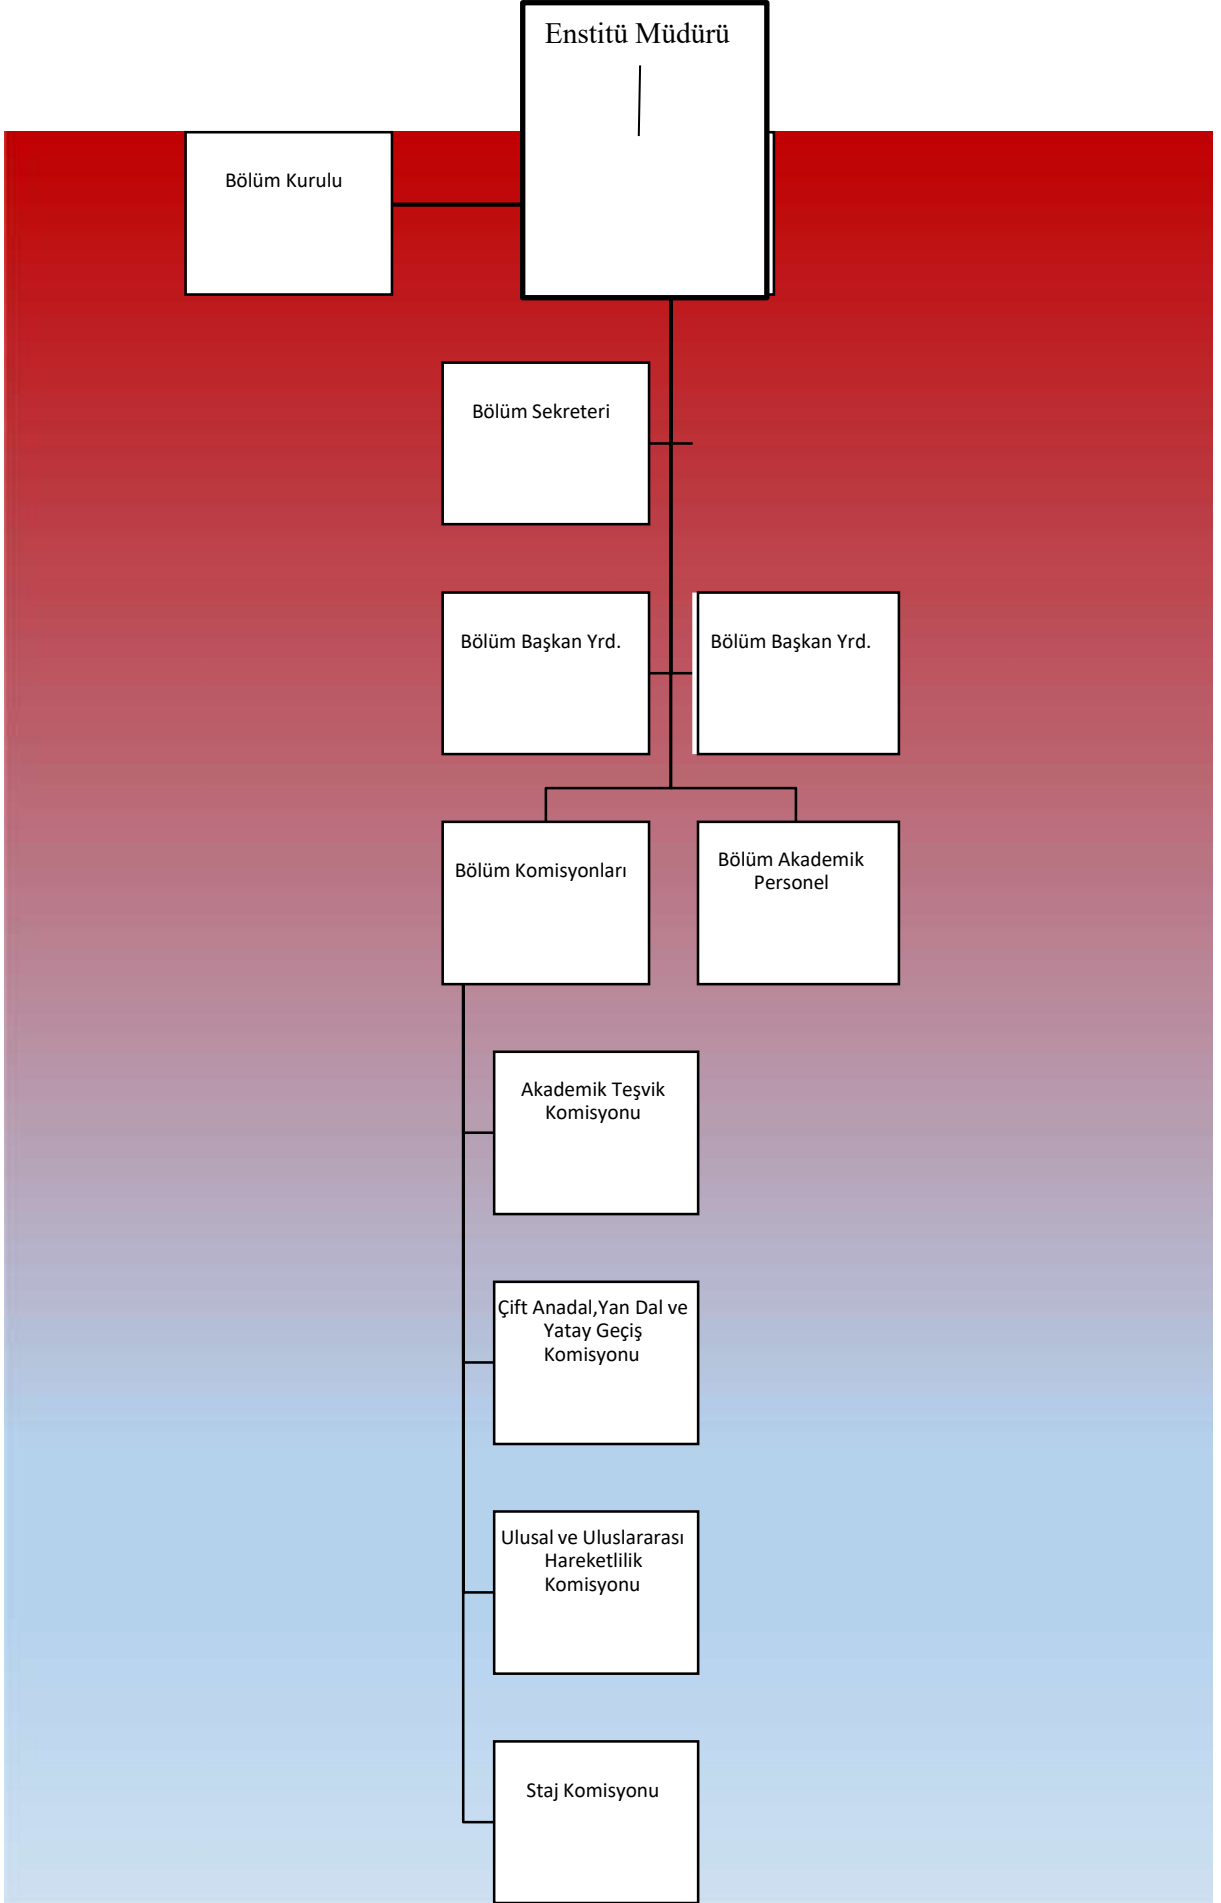 Enstitü Müdürü
Bölüm Kurulu
Bölüm Sekreteri
Bölüm Başkan Yrd.
Bölüm Başkan Yrd.
Bölüm Komisyonları
Bölüm Akademik
Personel
Akademik Teşvik
Komisyonu
Çift Anadal,Yan Dal ve
Yatay Geçiş
Komisyonu
Ulusal ve Uluslararası
Hareketlilik
Komisyonu
Staj Komisyonu